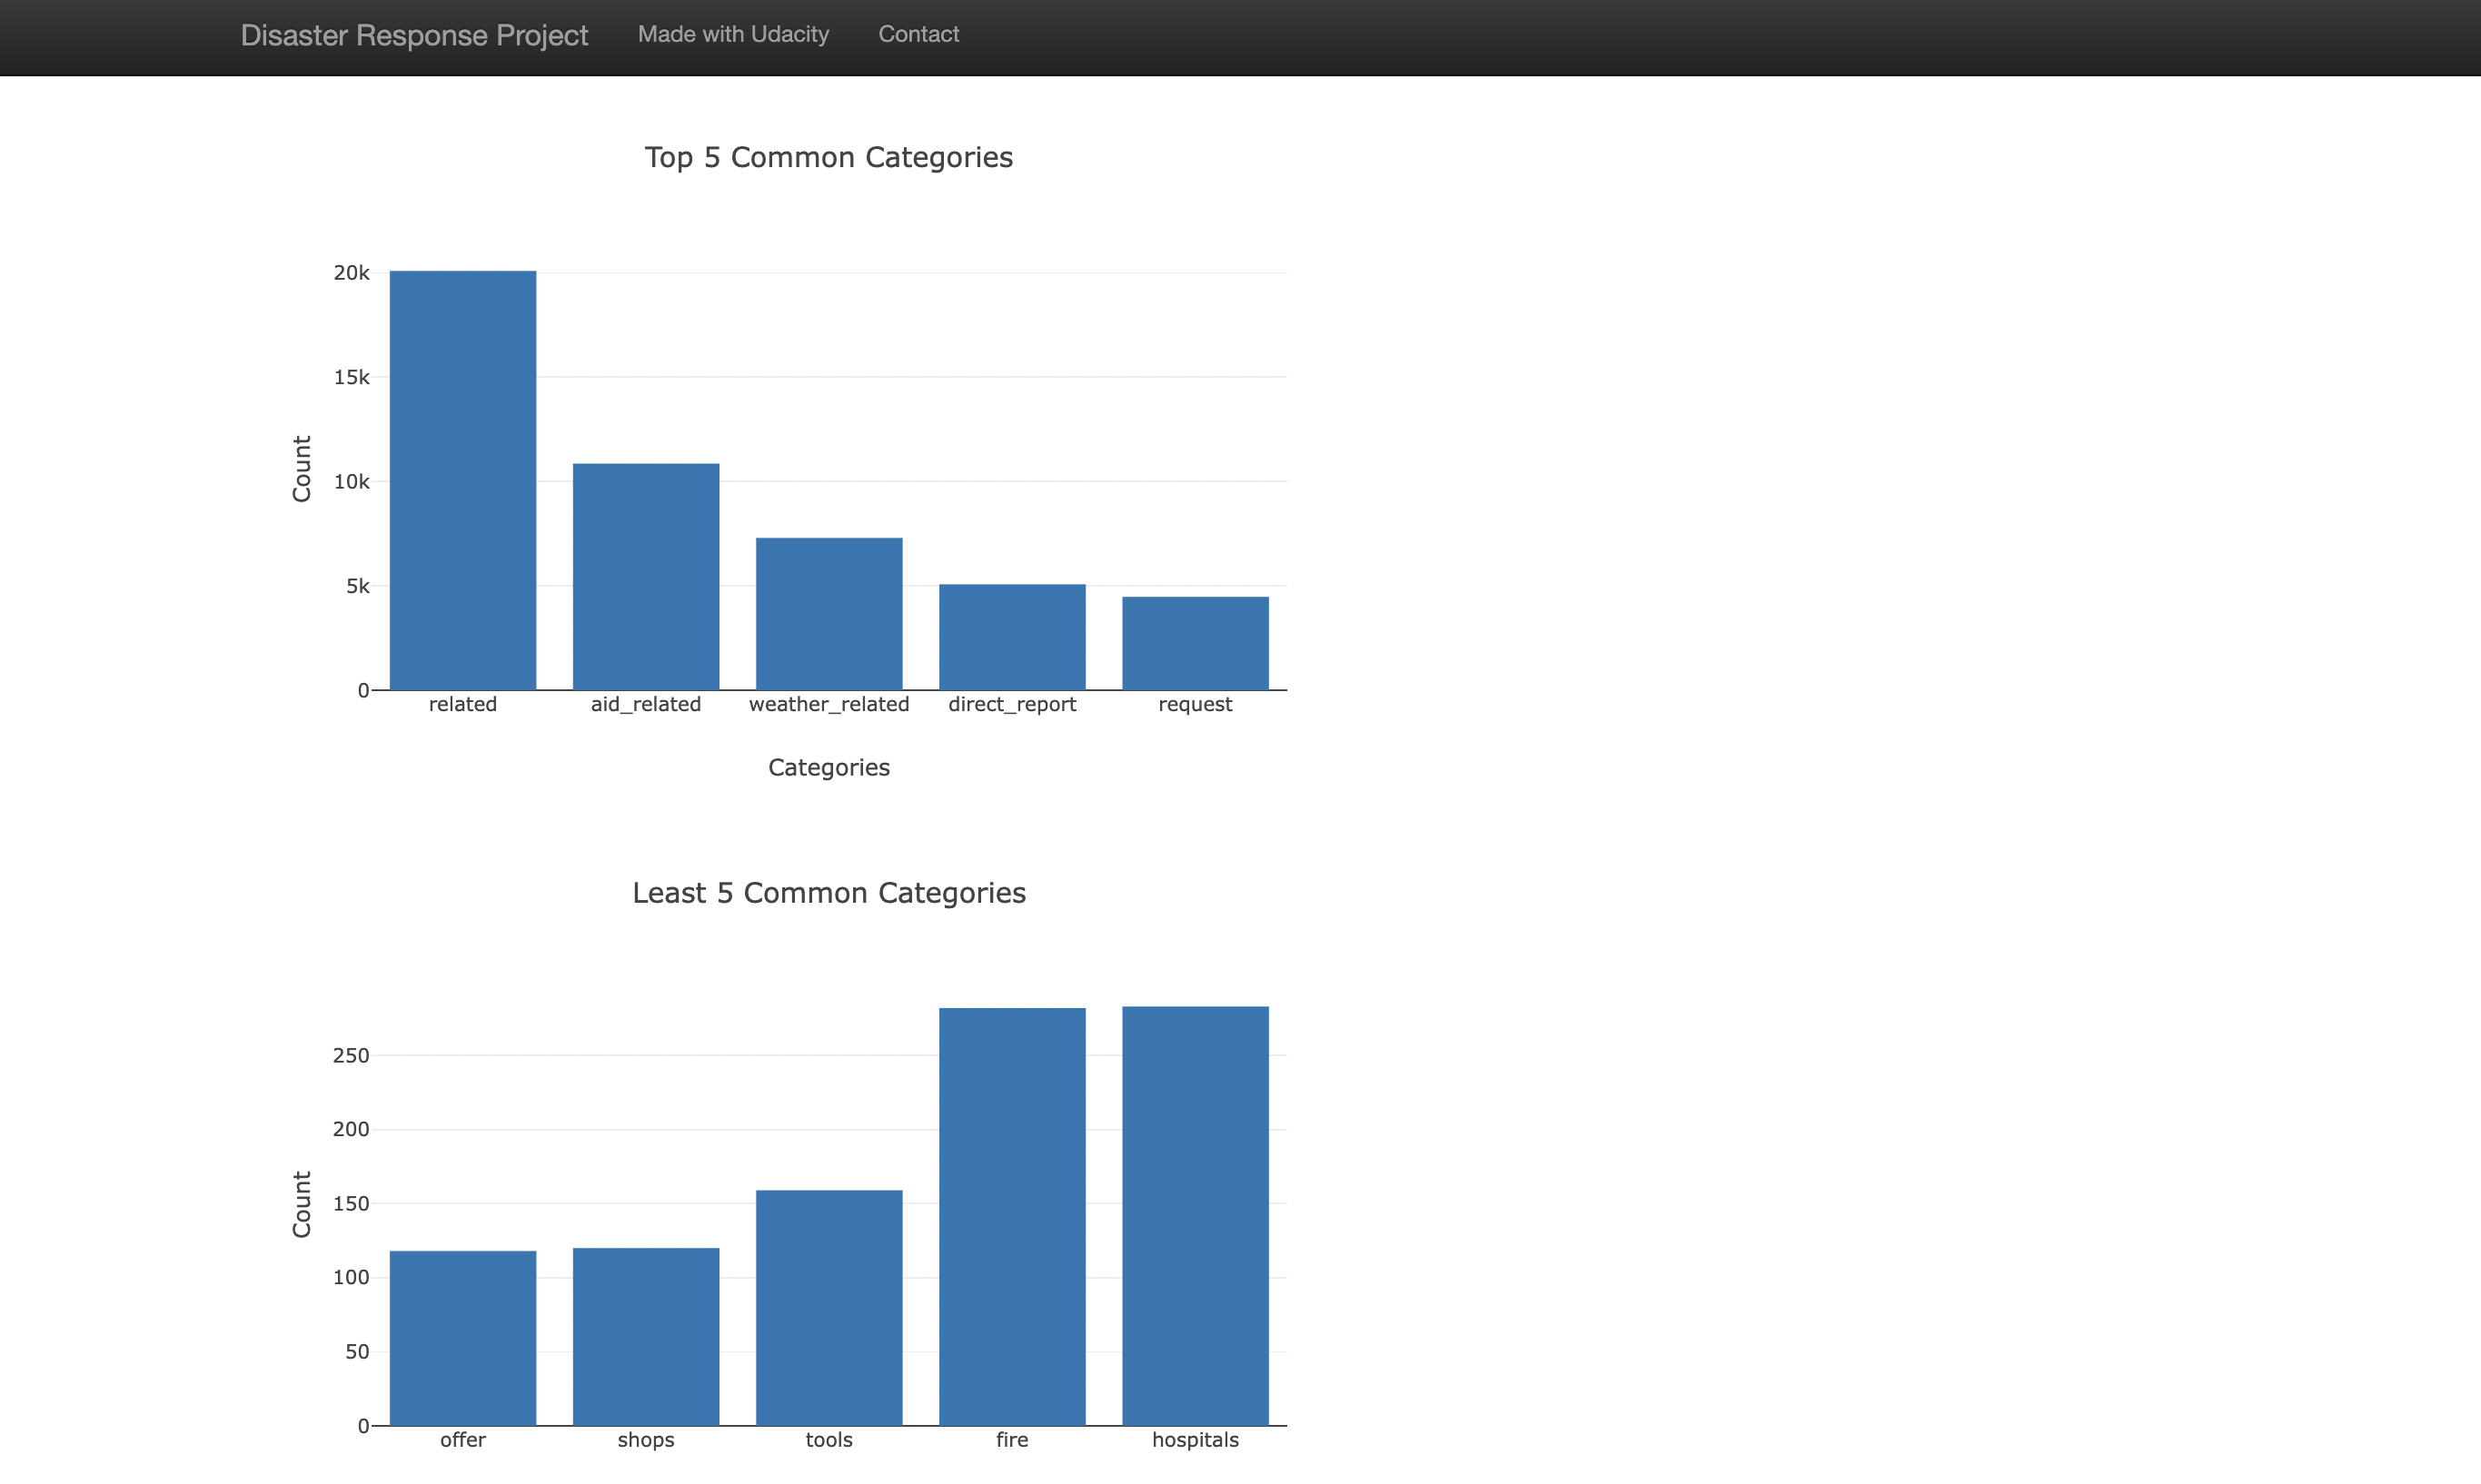 Disaster Response Project Made with Udacity Contact
Top 5 Common Categories
20k
15k
10k
5k
0
Count
related aid_related weather_related direct_report request
Categories
Least 5 Common Categories
250
200
150
100
50
0
Count
offer shops tools fire hospitals